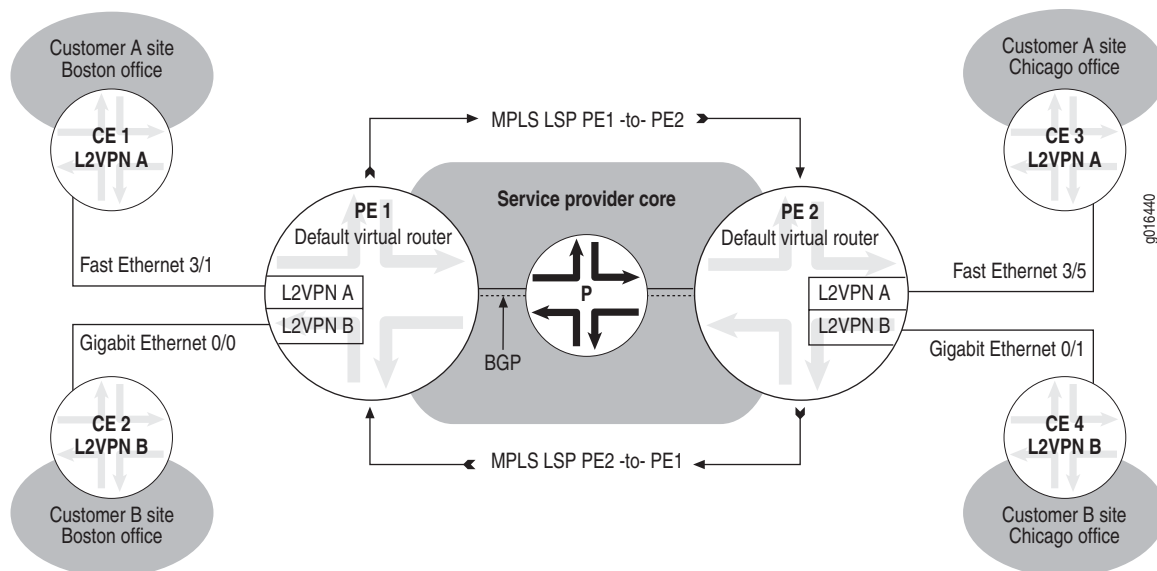 Customer A site
Boston office
Customer A site
Chicago office
CE 1
L2VPN A
MPLS LSP PE1 -to- PE2
CE 3
L2VPN A
Service provider core
PE 1
Default virtual router
PE 2
Default virtual router
g016440
Fast Ethernet 3/1
L2VPN A
P
L2VPN A
Fast Ethernet 3/5
L2VPN B
L2VPN B
Gigabit Ethernet 0/0
BGP
Gigabit Ethernet 0/1
CE 2
L2VPN B
MPLS LSP PE2 -to- PE1
CE 4
L2VPN B
Customer B site
Boston office
Customer B site
Chicago office